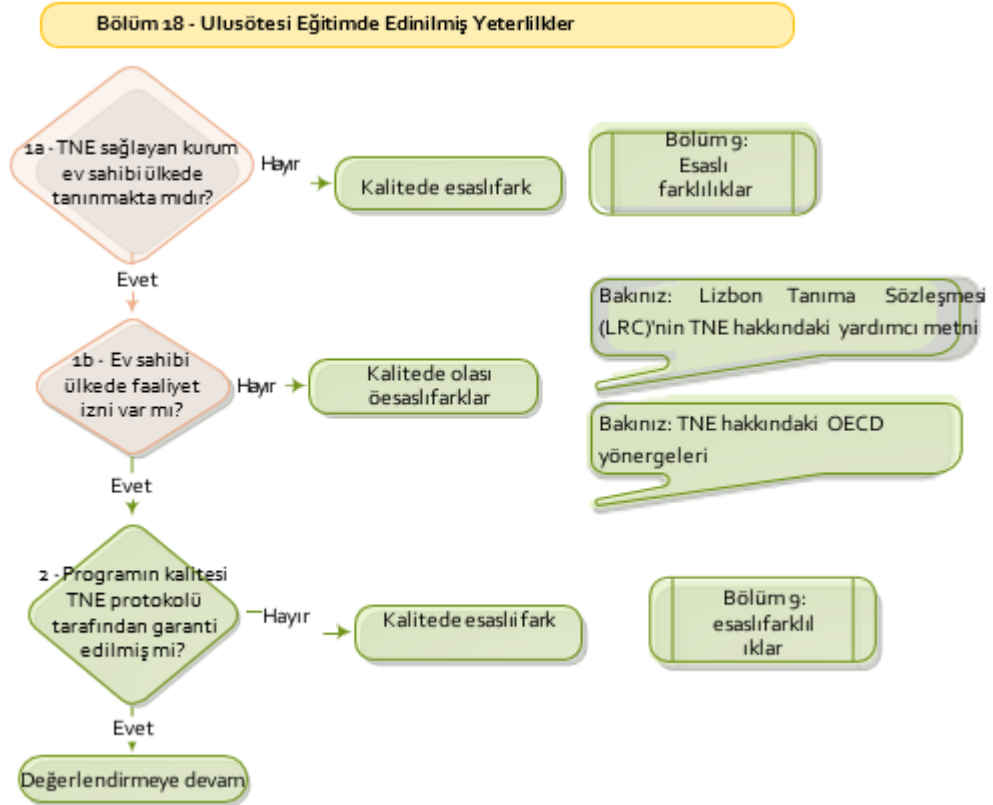 Bölüm 18 - Ulusötesi Eğitimde Edinilmiş Yeterlilkler
1a - TNE sağlayan kurum
ev sahibi ülkede
tanınmakta mıdır?
Hayır
Kalitede esaslıfark
Bölüm 9:
Esaslı
farklılıklar
Evet
Bakınız: Lizbon Tanıma Sözleşmesi
(LRC)'nin TNE hakkındaki yardımcı metni
1b - Ev sahibi
ülkede faaliyet
izni var mı?
Hayır
Kalitede olası
öesaslıfarklar
Bakınız: TNE hakkındaki OECD
yönergeleri
Evet
2 - Programın kalitesi
TNE protokolü
tarafından garanti
edilmiş mi?
Hayır
Kalitede esaslıifark
Bölüm 9:
esaslıfarklıl
ıklar
Evet
Değerlendirmeye devam